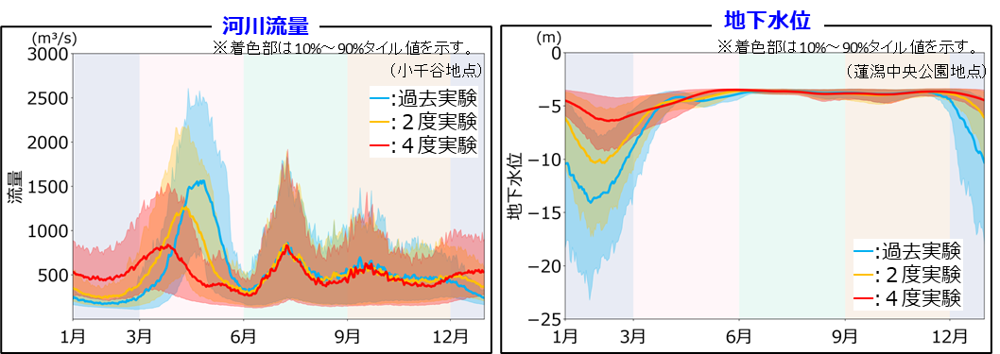 河川流量
(m³/s)
※着色部は10%～90%タイル値を示す。
(小千谷地点)
3000
2500
2000
1500
1000
500
流量
:過去実験
:２度実験
:４度実験
1月
3月
6月
9月
12月
地下水位
(m)
※着色部は10%～90%タイル値を示す。
(蓮潟中央公園地点)
0
−5
−10
−15
−20
−25
地下水位
:過去実験
:２度実験
:４度実験
1月
3月
6月
9月
12月